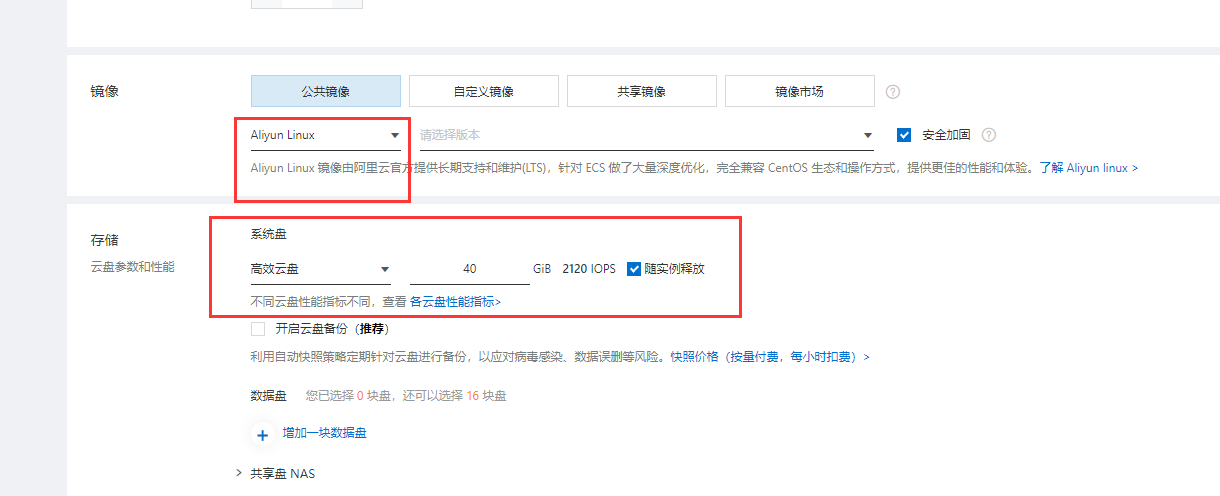 镜像 公共镜像 自定义镜像 共享镜像 镜像市场 ?
Aliyun Linux 请选择版本 安全加固 ?
Aliyun Linux 镜像由阿里云官方提供长期支持和维护(LTS)，针对 ECS 做了大量深度优化，完全兼容 CentOS 生态和操作方式，提供更佳的性能和体验。了解 Aliyun linux >
存储 系统盘
云盘参数和性能
高效云盘 40 GiB 2120 IOPS 随实例释放
不同云盘性能指标不同，查看 各云盘性能指标>
开启云盘备份（推荐）
利用自动快照策略定期针对云盘进行备份，以应对病毒感染、数据误删等风险。快照价格（按量付费，每小时扣费）>
数据盘 您已选择 0 块盘，还可以选择 16 块盘
+ 增加一块数据盘
> 共享盘 NAS